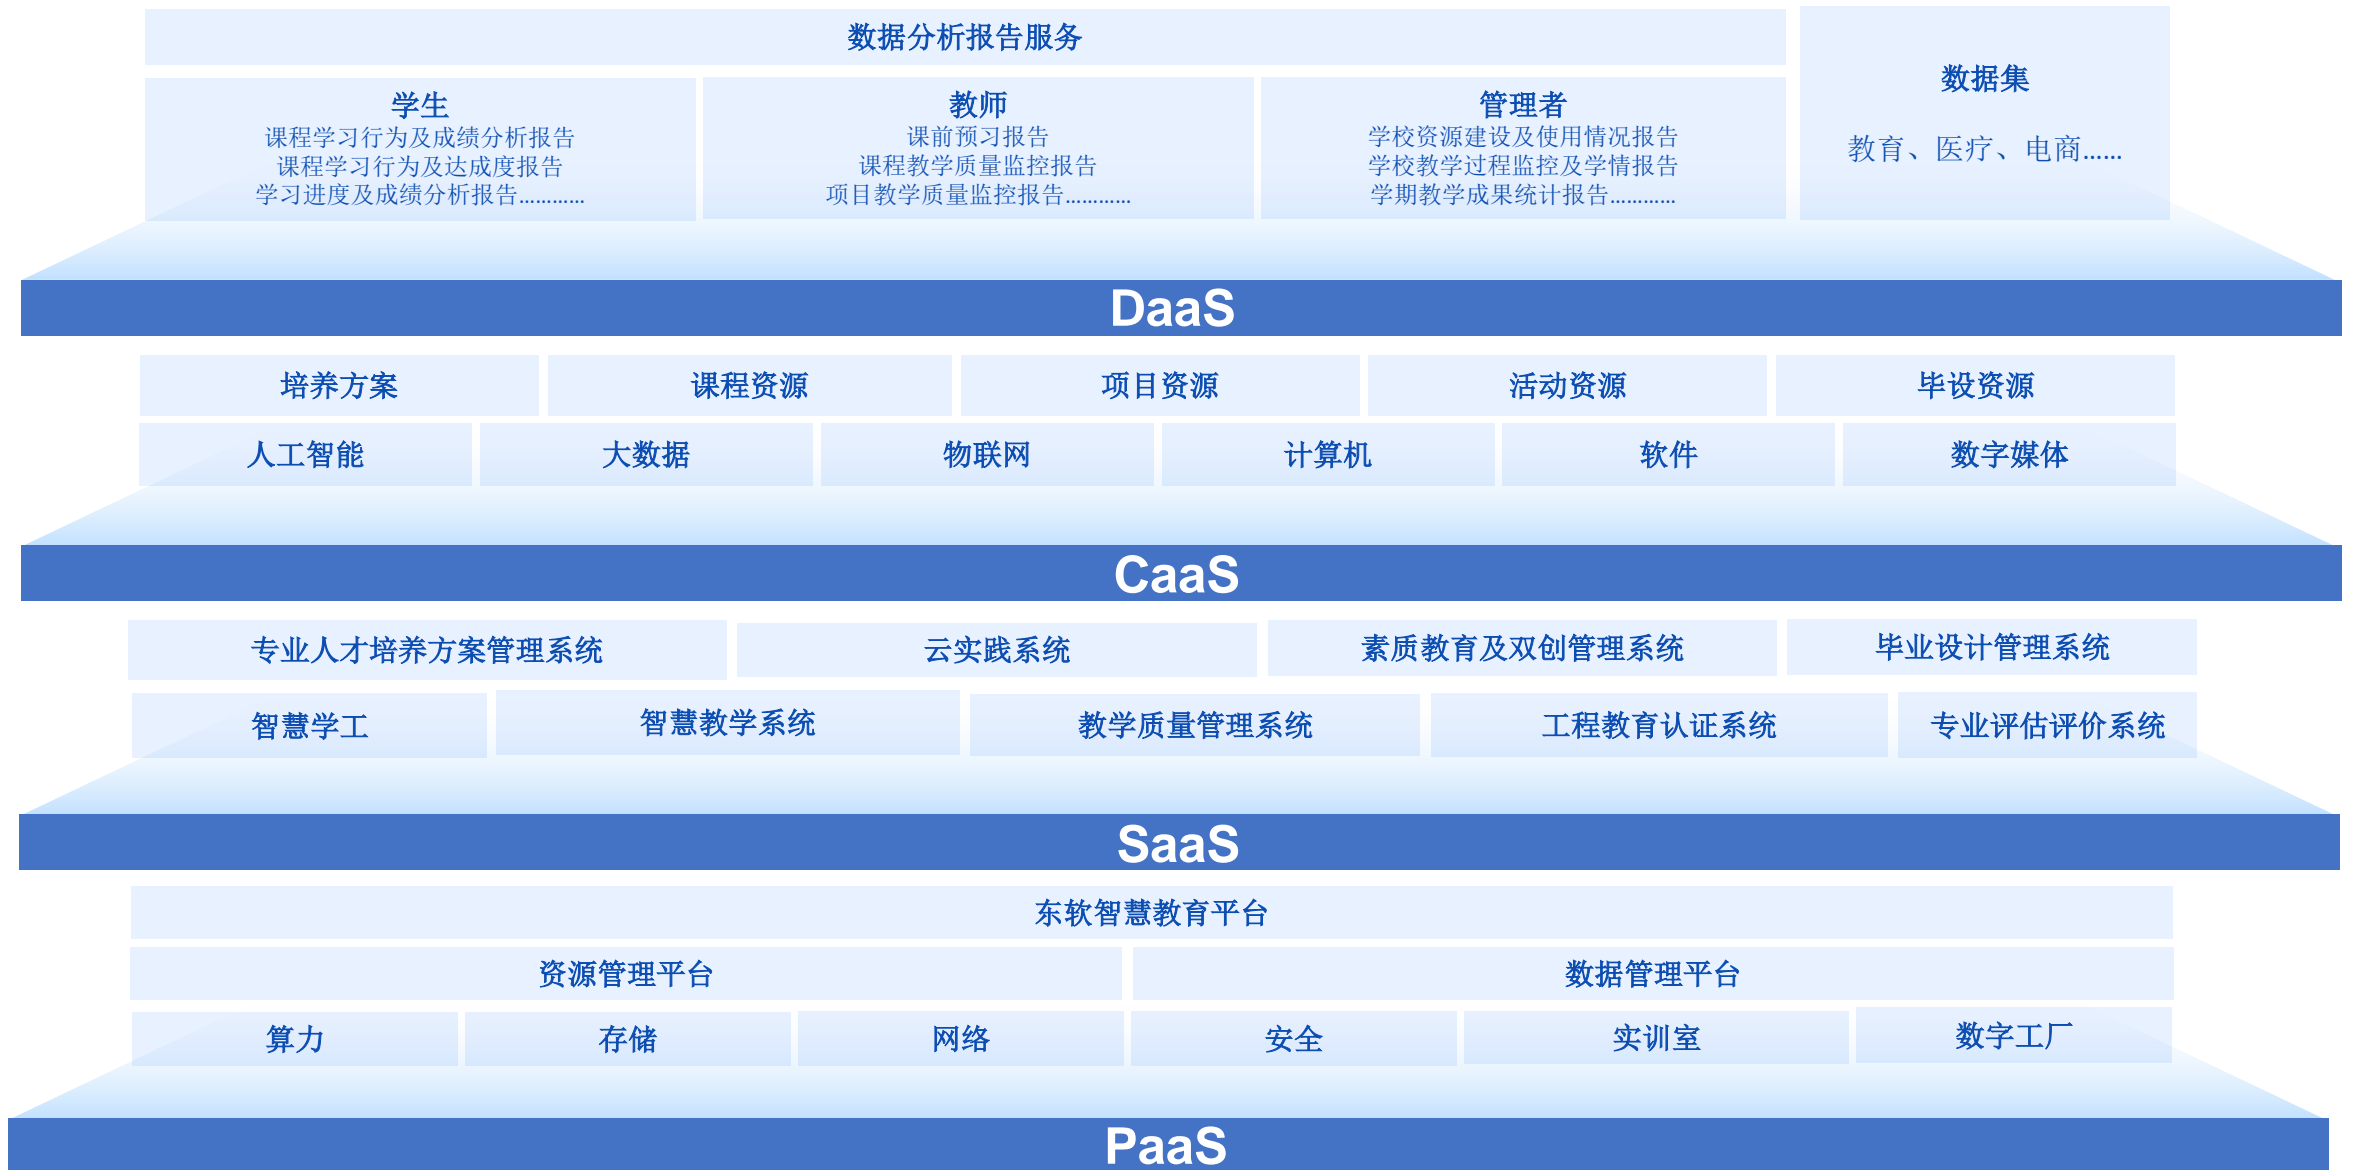 数据分析报告服务
学生
课程学习行为及成绩分析报告
课程学习行为及达成度报告
学习进度及成绩分析报告…………
教师
课前预习报告
课程教学质量监控报告
项目教学质量监控报告…………
管理者
学校资源建设及使用情况报告
学校教学过程监控及学情报告
学期教学成果统计报告…………
数据集
教育、医疗、电商……
DaaS
培养方案
课程资源
项目资源
活动资源
毕设资源
人工智能
大数据
物联网
计算机
软件
数字媒体
CaaS
专业人才培养方案管理系统
云实践系统
素质教育及双创管理系统
毕业设计管理系统
智慧学工
智慧教学系统
教学质量管理系统
工程教育认证系统
专业评估评价系统
SaaS
东软智慧教育平台
资源管理平台
数据管理平台
算力
存储
网络
安全
实训室
数字工厂
PaaS